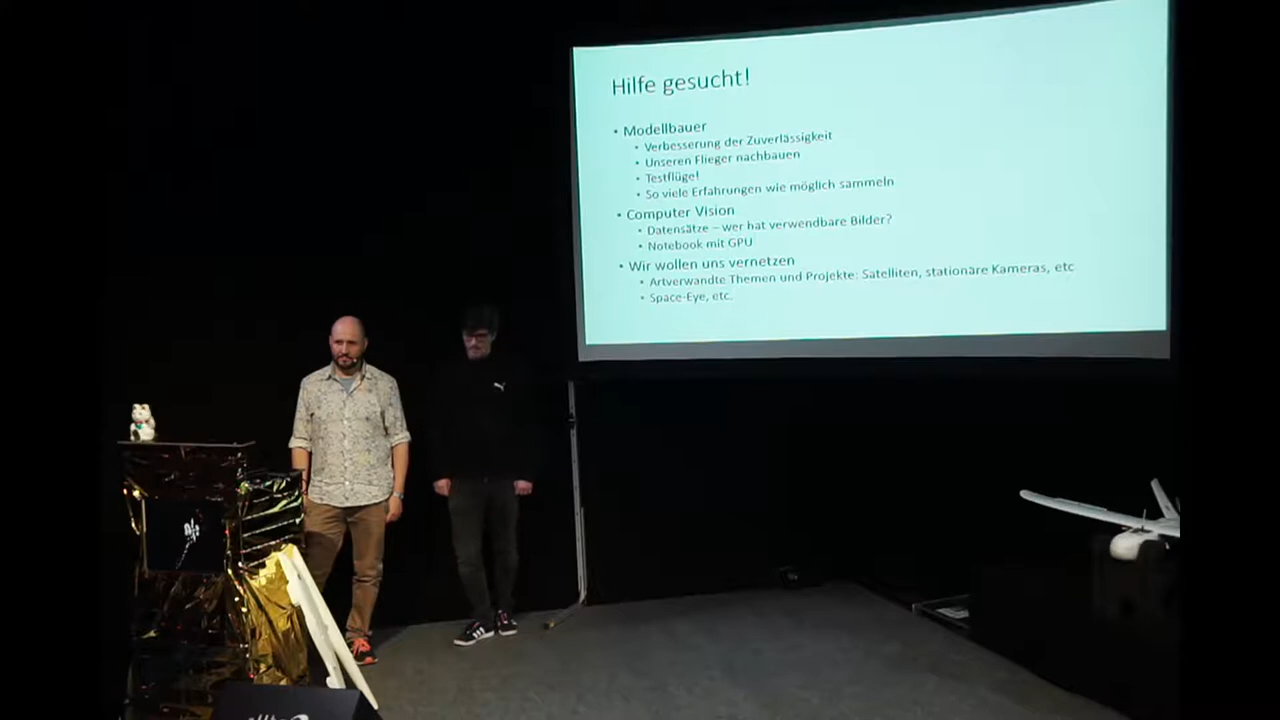 Hilfe gesucht!
• Modellbauer
• Verbesserung der Zuverlässigkeit
• Unseren Flieger nachbauen
• Testflüge!
• So viele Erfahrungen wie möglich sammeln
• Computer Vision
• Datensätze – wer hat verwendbare Bilder?
• Notebook mit GPU
• Wir wollen uns vernetzen
• Artverwandte Themen und Projekte: Satelliten, stationäre Kameras, etc
• Space-Eye, etc.